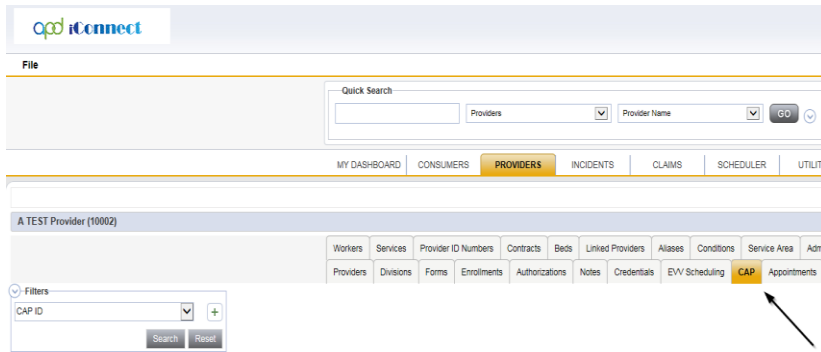 apd iConnect
File
Quick Search
Providers Provider Name GO
MY DASHBOARD CONSUMERS PROVIDERS INCIDENTS CLAIMS SCHEDULER UTILIT
A TEST Provider (10002)
Workers Services Provider ID Numbers Contracts Beds Linked Providers Aliases Conditions Service Area Adm
Providers Divisions Forms Enrollments Authorizations Notes Credentials EVV Scheduling CAP Appointments
Filters
CAP ID +
Search Reset